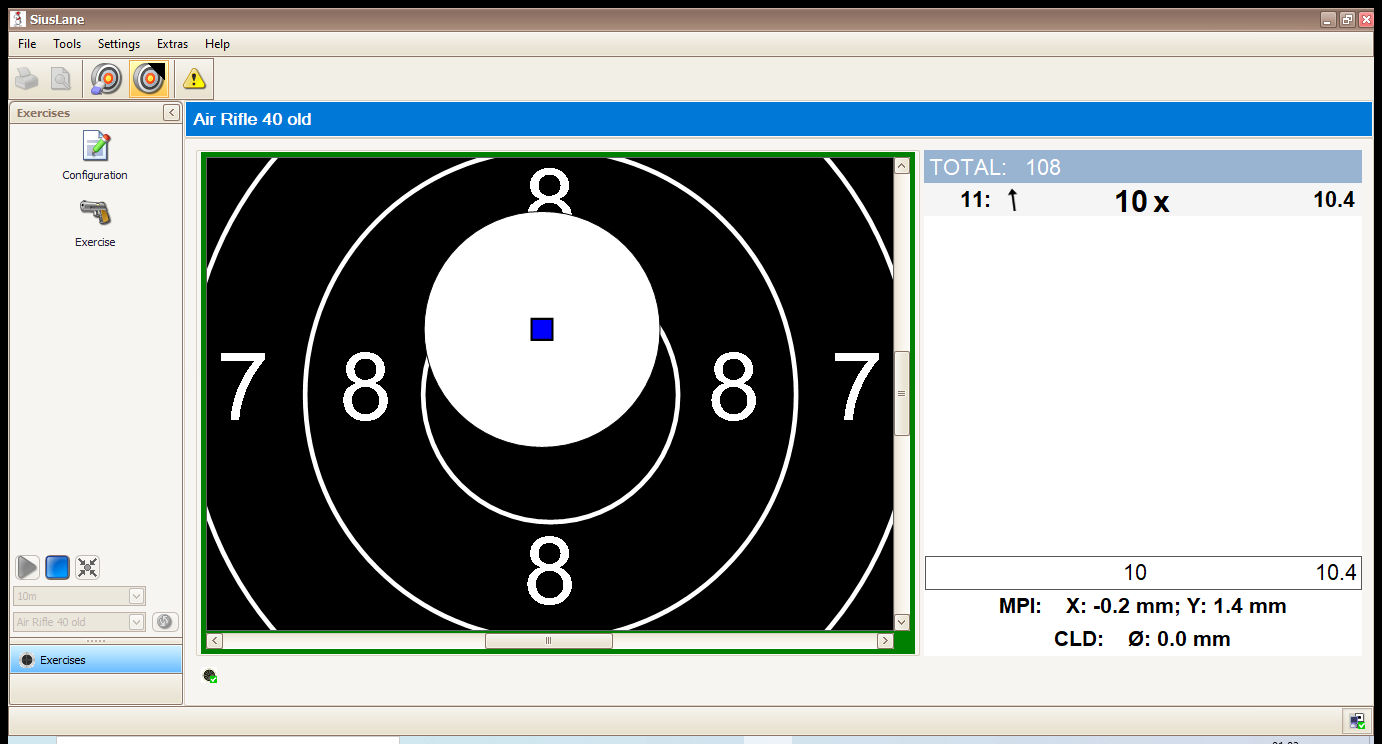 SiusLane
File Tools Settings Extras Help
Exercises
Configuration
Exercise
10m
Air Rifle 40 old
Exercises
Air Rifle 40 old
8
7 8 8 7
8
TOTAL: 108
11: 10 x 10.4
10 10.4
MPI: X: -0.2 mm; Y: 1.4 mm
CLD: Ø: 0.0 mm